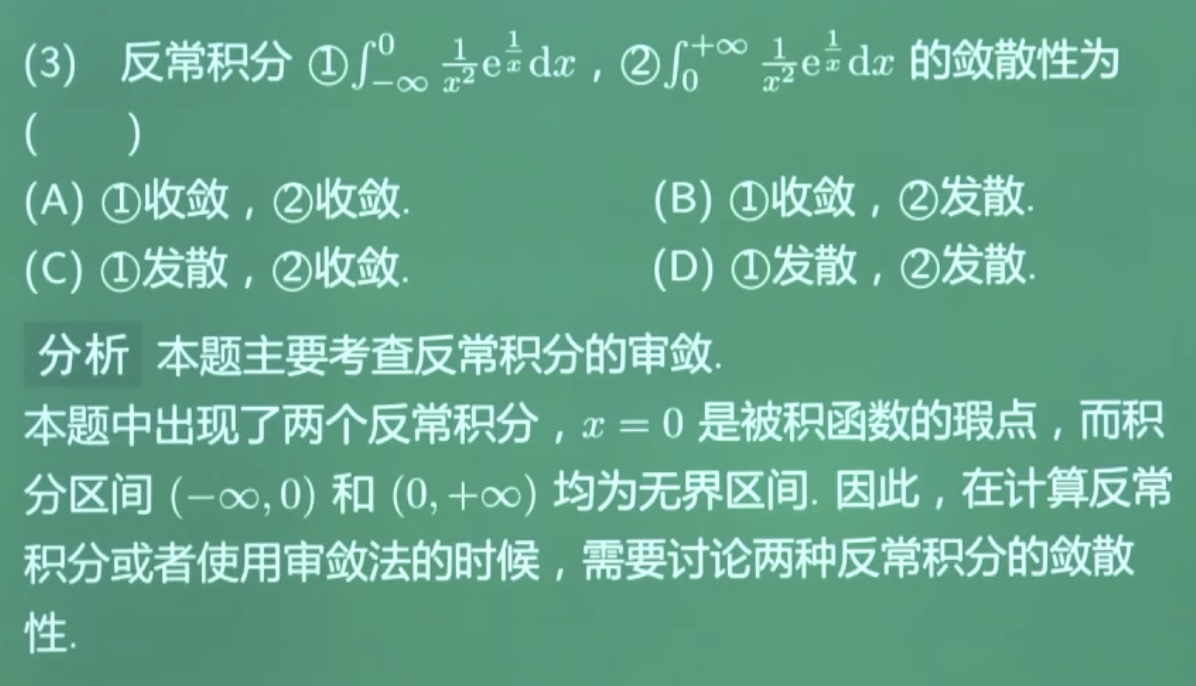 (3) 反常积分 ①∫_{-∞}^{0} \frac{1}{x^2} e^{\frac{1}{x}} dx，②∫_{0}^{+∞} \frac{1}{x^2} e^{\frac{1}{x}} dx 的敛散性为
( )
(A) ①收敛，②收敛. (B) ①收敛，②发散.
(C) ①发散，②收敛. (D) ①发散，②发散.
分析 本题主要考查反常积分的审敛.
本题中出现了两个反常积分，x = 0 是被积函数的瑕点，而积
分区间 (−∞, 0) 和 (0, +∞) 均为无界区间. 因此，在计算反常
积分或者使用审敛法的时候，需要讨论两种反常积分的敛散
性.